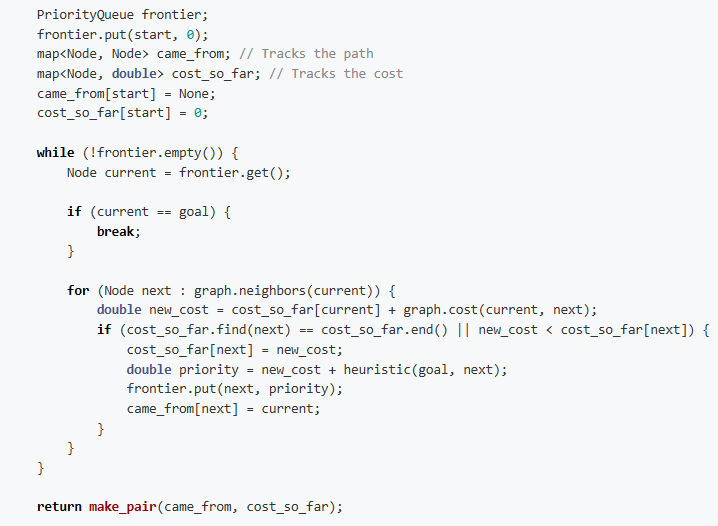 PriorityQueue frontier;
frontier.put(start, 0);
map<Node, Node> came_from; // Tracks the path
map<Node, double> cost_so_far; // Tracks the cost
came_from[start] = None;
cost_so_far[start] = 0;

while (!frontier.empty()) {
    Node current = frontier.get();

    if (current == goal) {
        break;
    }

    for (Node next : graph.neighbors(current)) {
        double new_cost = cost_so_far[current] + graph.cost(current, next);
        if (cost_so_far.find(next) == cost_so_far.end() || new_cost < cost_so_far[next]) {
            cost_so_far[next] = new_cost;
            double priority = new_cost + heuristic(goal, next);
            frontier.put(next, priority);
            came_from[next] = current;
        }
    }
}

return make_pair(came_from, cost_so_far);